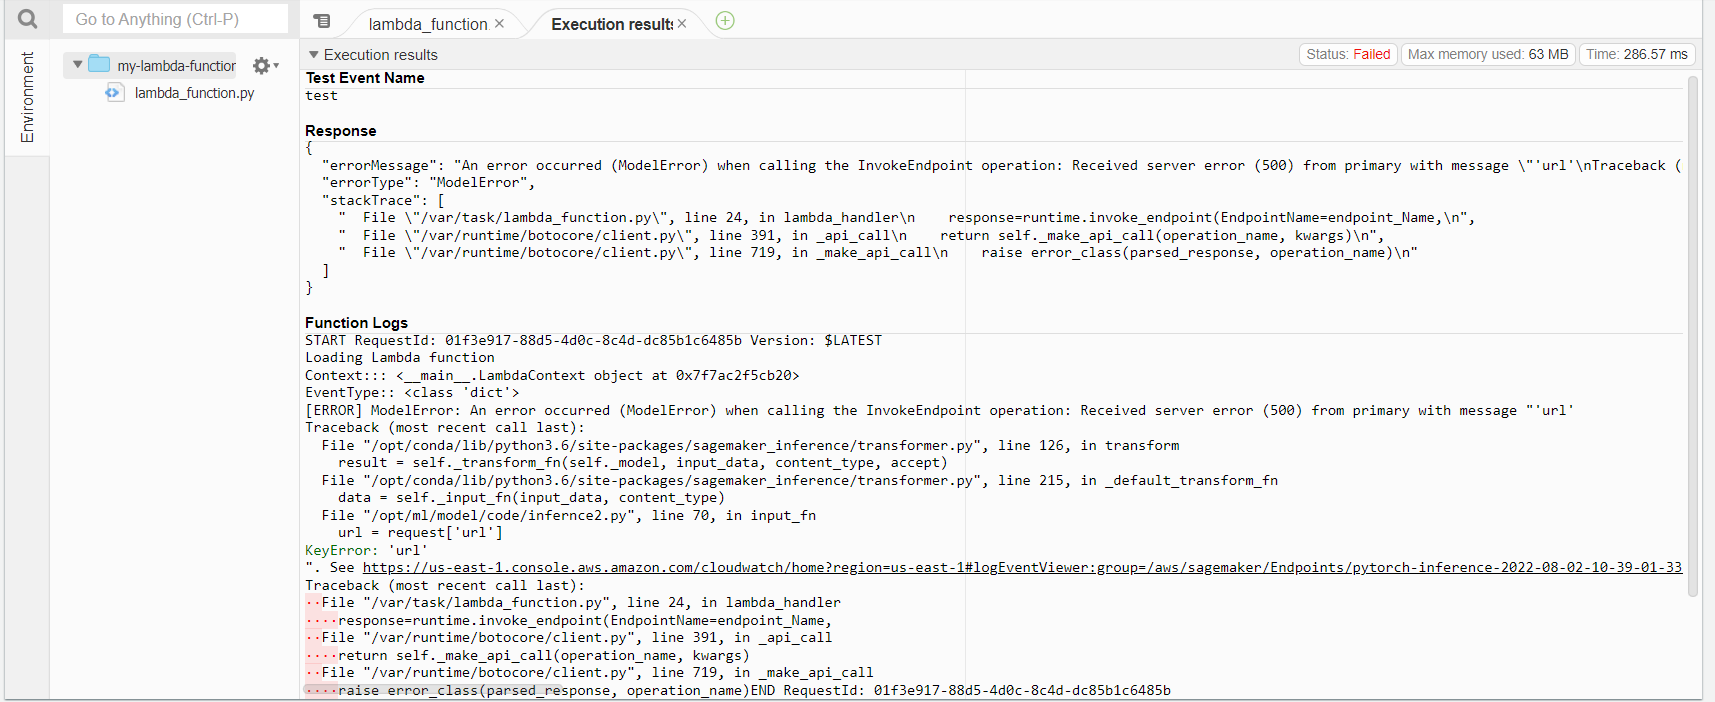 Go to Anything (Ctrl-P)
lambda_function
Execution results
Environment
my-lambda-function
lambda_function.py
Execution results
Status: Failed
Max memory used: 63 MB
Time: 286.57 ms
Test Event Name
test
Response
{
"errorMessage": "An error occurred (ModelError) when calling the InvokeEndpoint operation: Received server error (500) from primary with message \"'url'\nTraceback (
"errorType": "ModelError",
"stackTrace": [
"  File \"/var/task/lambda_function.py\", line 24, in lambda_handler\n    response=runtime.invoke_endpoint(EndpointName=endpoint_Name,\n",
"  File \"/var/runtime/botocore/client.py\", line 391, in _api_call\n    return self._make_api_call(operation_name, kwargs)\n",
"  File \"/var/runtime/botocore/client.py\", line 719, in _make_api_call\n    raise error_class(parsed_response, operation_name)\n"
]
}
Function Logs
START RequestId: 01f3e917-88d5-4d0c-8c4d-dc85b1c6485b Version: $LATEST
Loading Lambda function
Context::: <__main__.LambdaContext object at 0x7f7ac2f5cb20>
EventType:: <class 'dict'>
[ERROR] ModelError: An error occurred (ModelError) when calling the InvokeEndpoint operation: Received server error (500) from primary with message "'url'
Traceback (most recent call last):
File "/opt/conda/lib/python3.6/site-packages/sagemaker_inference/transformer.py", line 126, in transform
result = self._transform_fn(self._model, input_data, content_type, accept)
File "/opt/conda/lib/python3.6/site-packages/sagemaker_inference/transformer.py", line 215, in _default_transform_fn
data = self._input_fn(input_data, content_type)
File "/opt/ml/model/code/infernce2.py", line 70, in input_fn
url = request['url']
KeyError: 'url'
". See https://us-east-1.console.aws.amazon.com/cloudwatch/home?region=us-east-1#logEventViewer:group=/aws/sagemaker/Endpoints/pytorch-inference-2022-08-02-10-39-01-33
Traceback (most recent call last):
··File "/var/task/lambda_function.py", line 24, in lambda_handler
····response=runtime.invoke_endpoint(EndpointName=endpoint_Name,
··File "/var/runtime/botocore/client.py", line 391, in _api_call
····return self._make_api_call(operation_name, kwargs)
··File "/var/runtime/botocore/client.py", line 719, in _make_api_call
····raise error_class(parsed_response, operation_name)END RequestId: 01f3e917-88d5-4d0c-8c4d-dc85b1c6485b